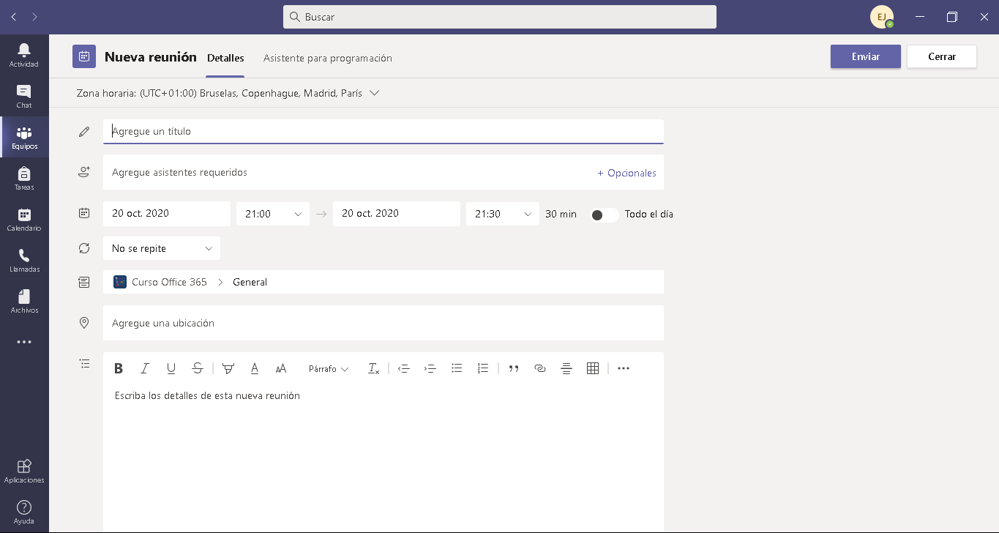 Buscar
EJ
Actividad
Chat
Equipos
Tareas
Calendario
Llamadas
Archivos
Aplicaciones
Ayuda
Nueva reunión Detalles Asistente para programación Enviar Cerrar
Zona horaria: (UTC+01:00) Bruselas, Copenhague, Madrid, París
Agregue un título
Agregue asistentes requeridos + Opcionales
20 oct. 2020 21:00 → 20 oct. 2020 21:30 30 min Todo el día
No se repite
Curso Office 365 > General
Agregue una ubicación
B I U S A AA Párrafo Tx
Escriba los detalles de esta nueva reunión